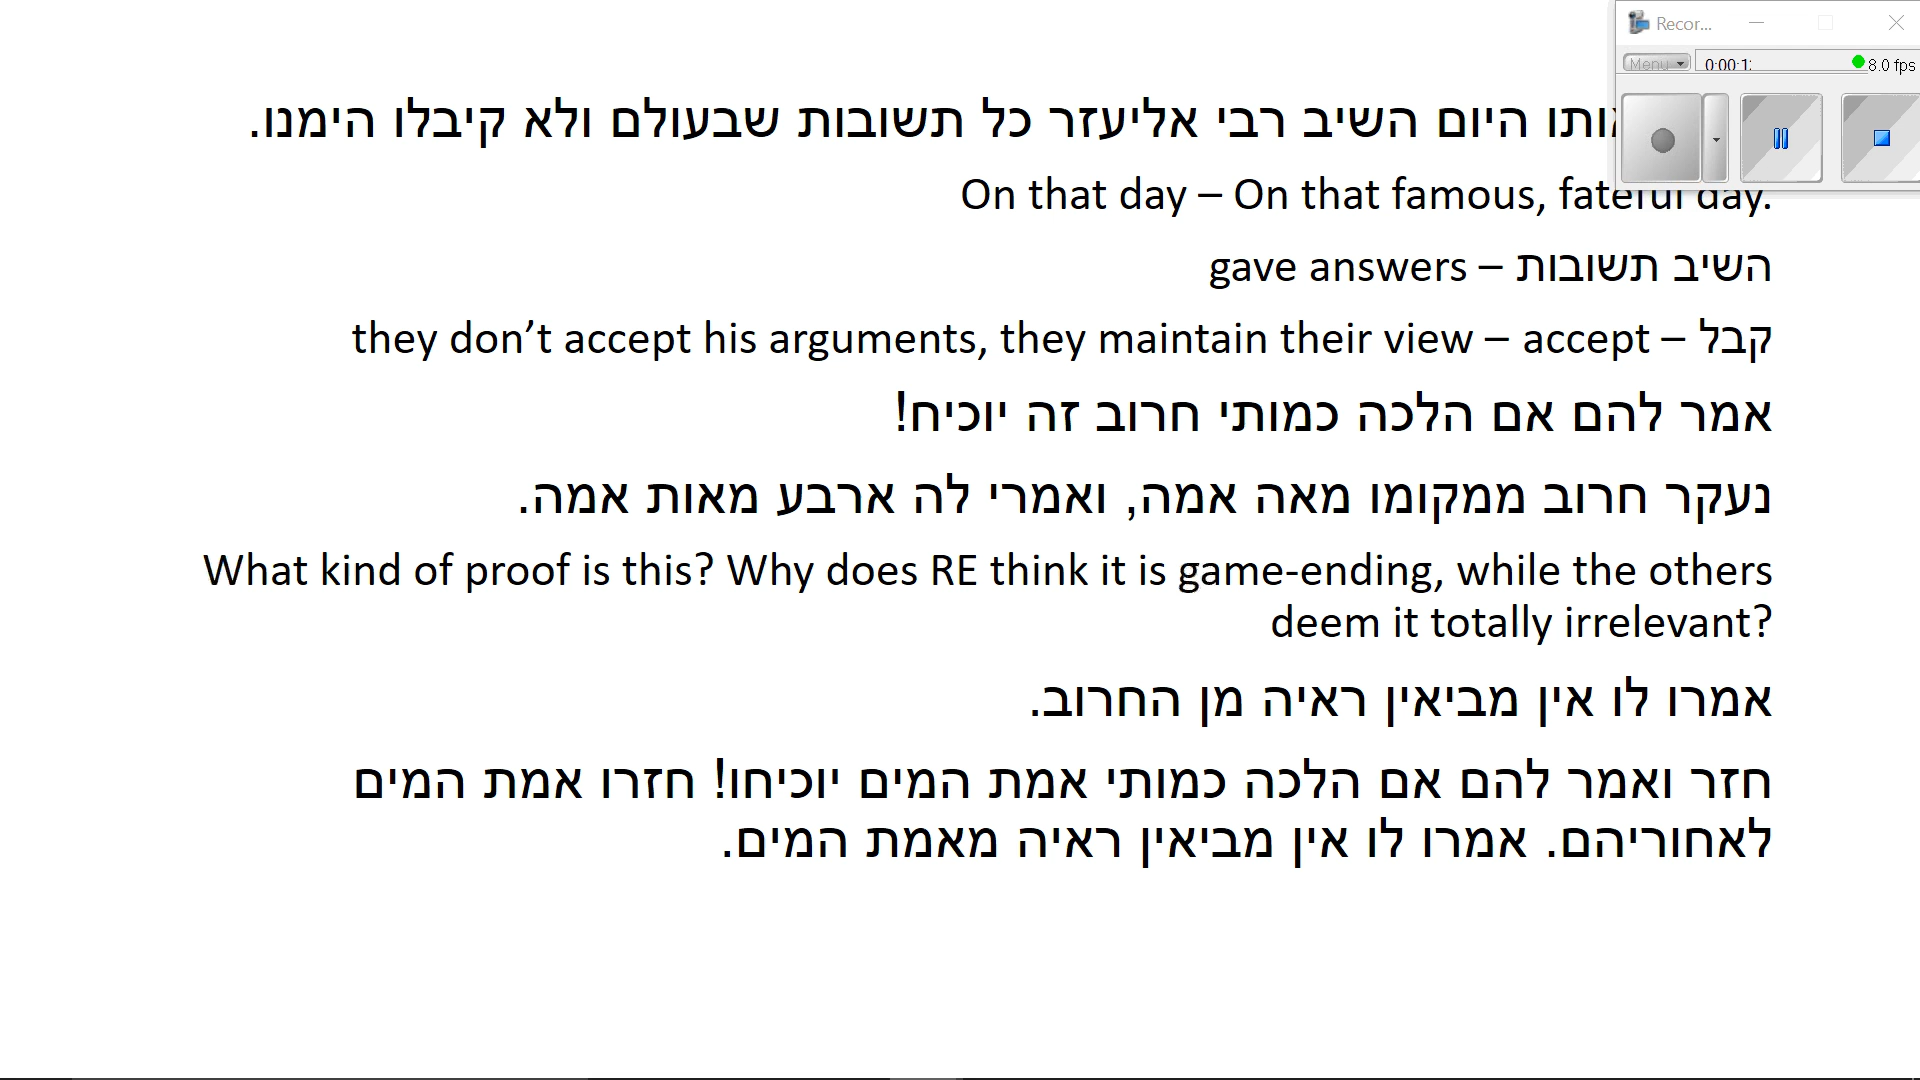 ותו היום השיב רבי אליעזר כל תשובות שבעולם ולא קיבלו הימנו.
On that day – On that famous, fateful day.
השיב תשובות – gave answers
קבל – accept – they don’t accept his arguments, they maintain their view
אמר להם אם הלכה כמותי חרוב זה יוכיח!
נעקר חרוב ממקומו מאה אמה, ואמרי לה ארבע מאות אמה.
What kind of proof is this? Why does RE think it is game-ending, while the others
deem it totally irrelevant?
אמרו לו אין מביאין ראיה מן החרוב.
חזר ואמר להם אם הלכה כמותי אמת המים יוכיחו! חזרו אמת המים
לאחוריהם. אמרו לו אין מביאין ראיה מאמת המים.
Recor...
Menu
0:00:1
8.0 fps